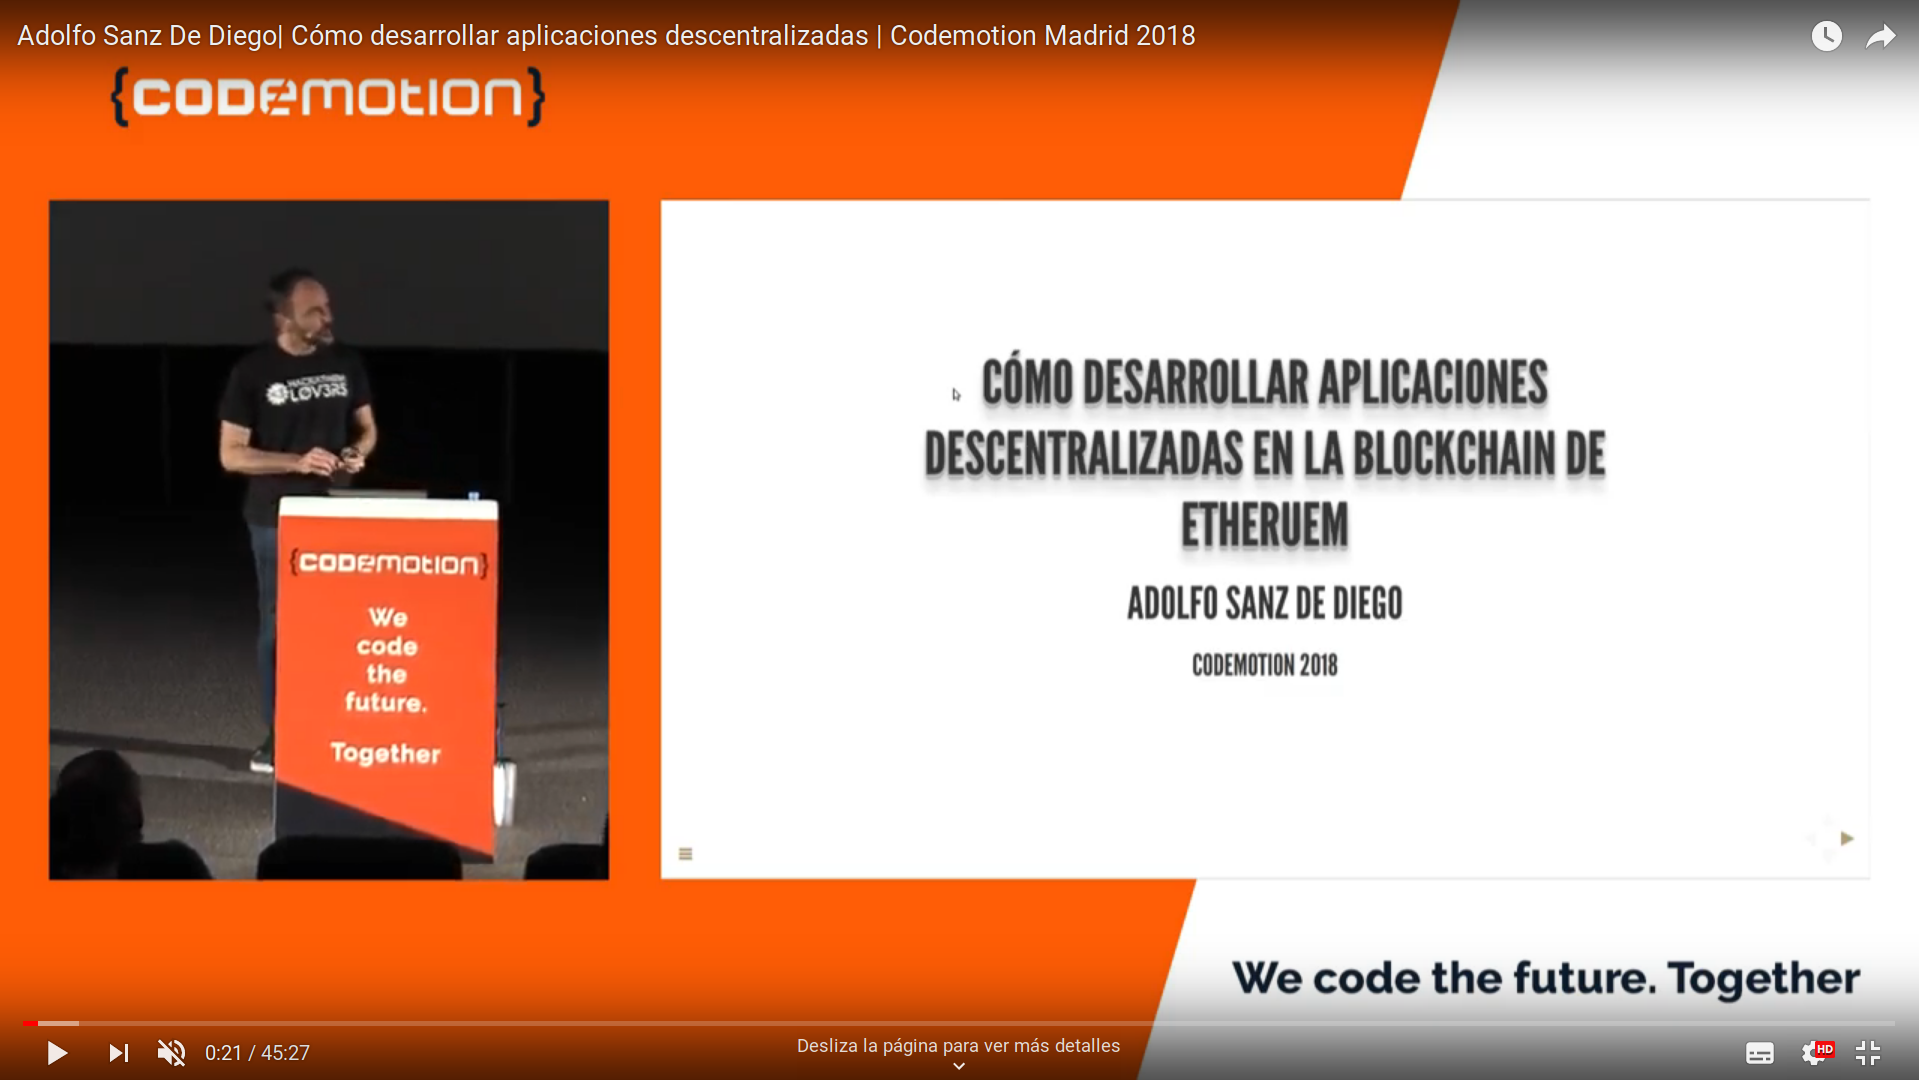 Adolfo Sanz De Diego| Cómo desarrollar aplicaciones descentralizadas | Codemotion Madrid 2018
{CODEMOTION}
HACKATHON
LØV3RS
{CODEMOTION}
We
code
the
future.
Together
CÓMO DESARROLLAR APLICACIONES
DESCENTRALIZADAS EN LA BLOCKCHAIN DE
ETHERUEM
ADOLFO SANZ DE DIEGO
CODEMOTION 2018
We code the future. Together
0:21 / 45:27
Desliza la página para ver más detalles
HD